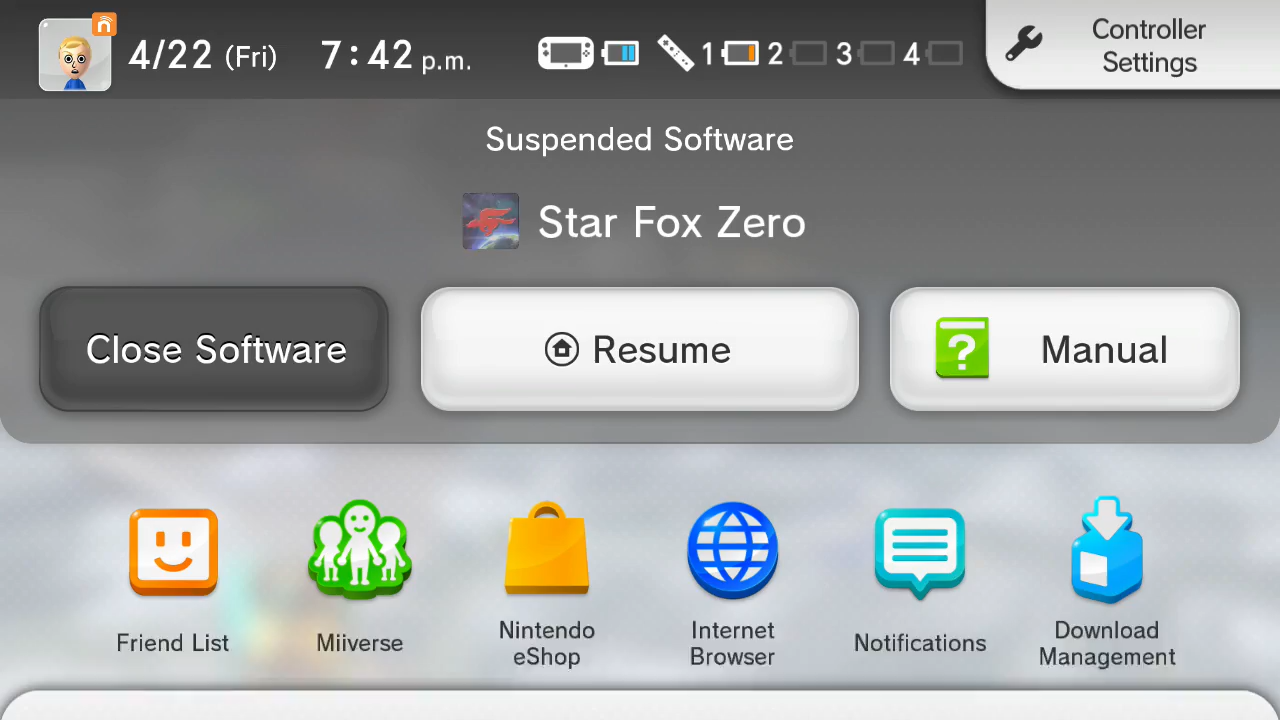 4/22 (Fri) 7:42 p.m. 1 2 3 4
Controller
Settings
Suspended Software
Star Fox Zero
Close Software
Resume
? Manual
Friend List
Miiverse
Nintendo
eShop
Internet
Browser
Notifications
Download
Management